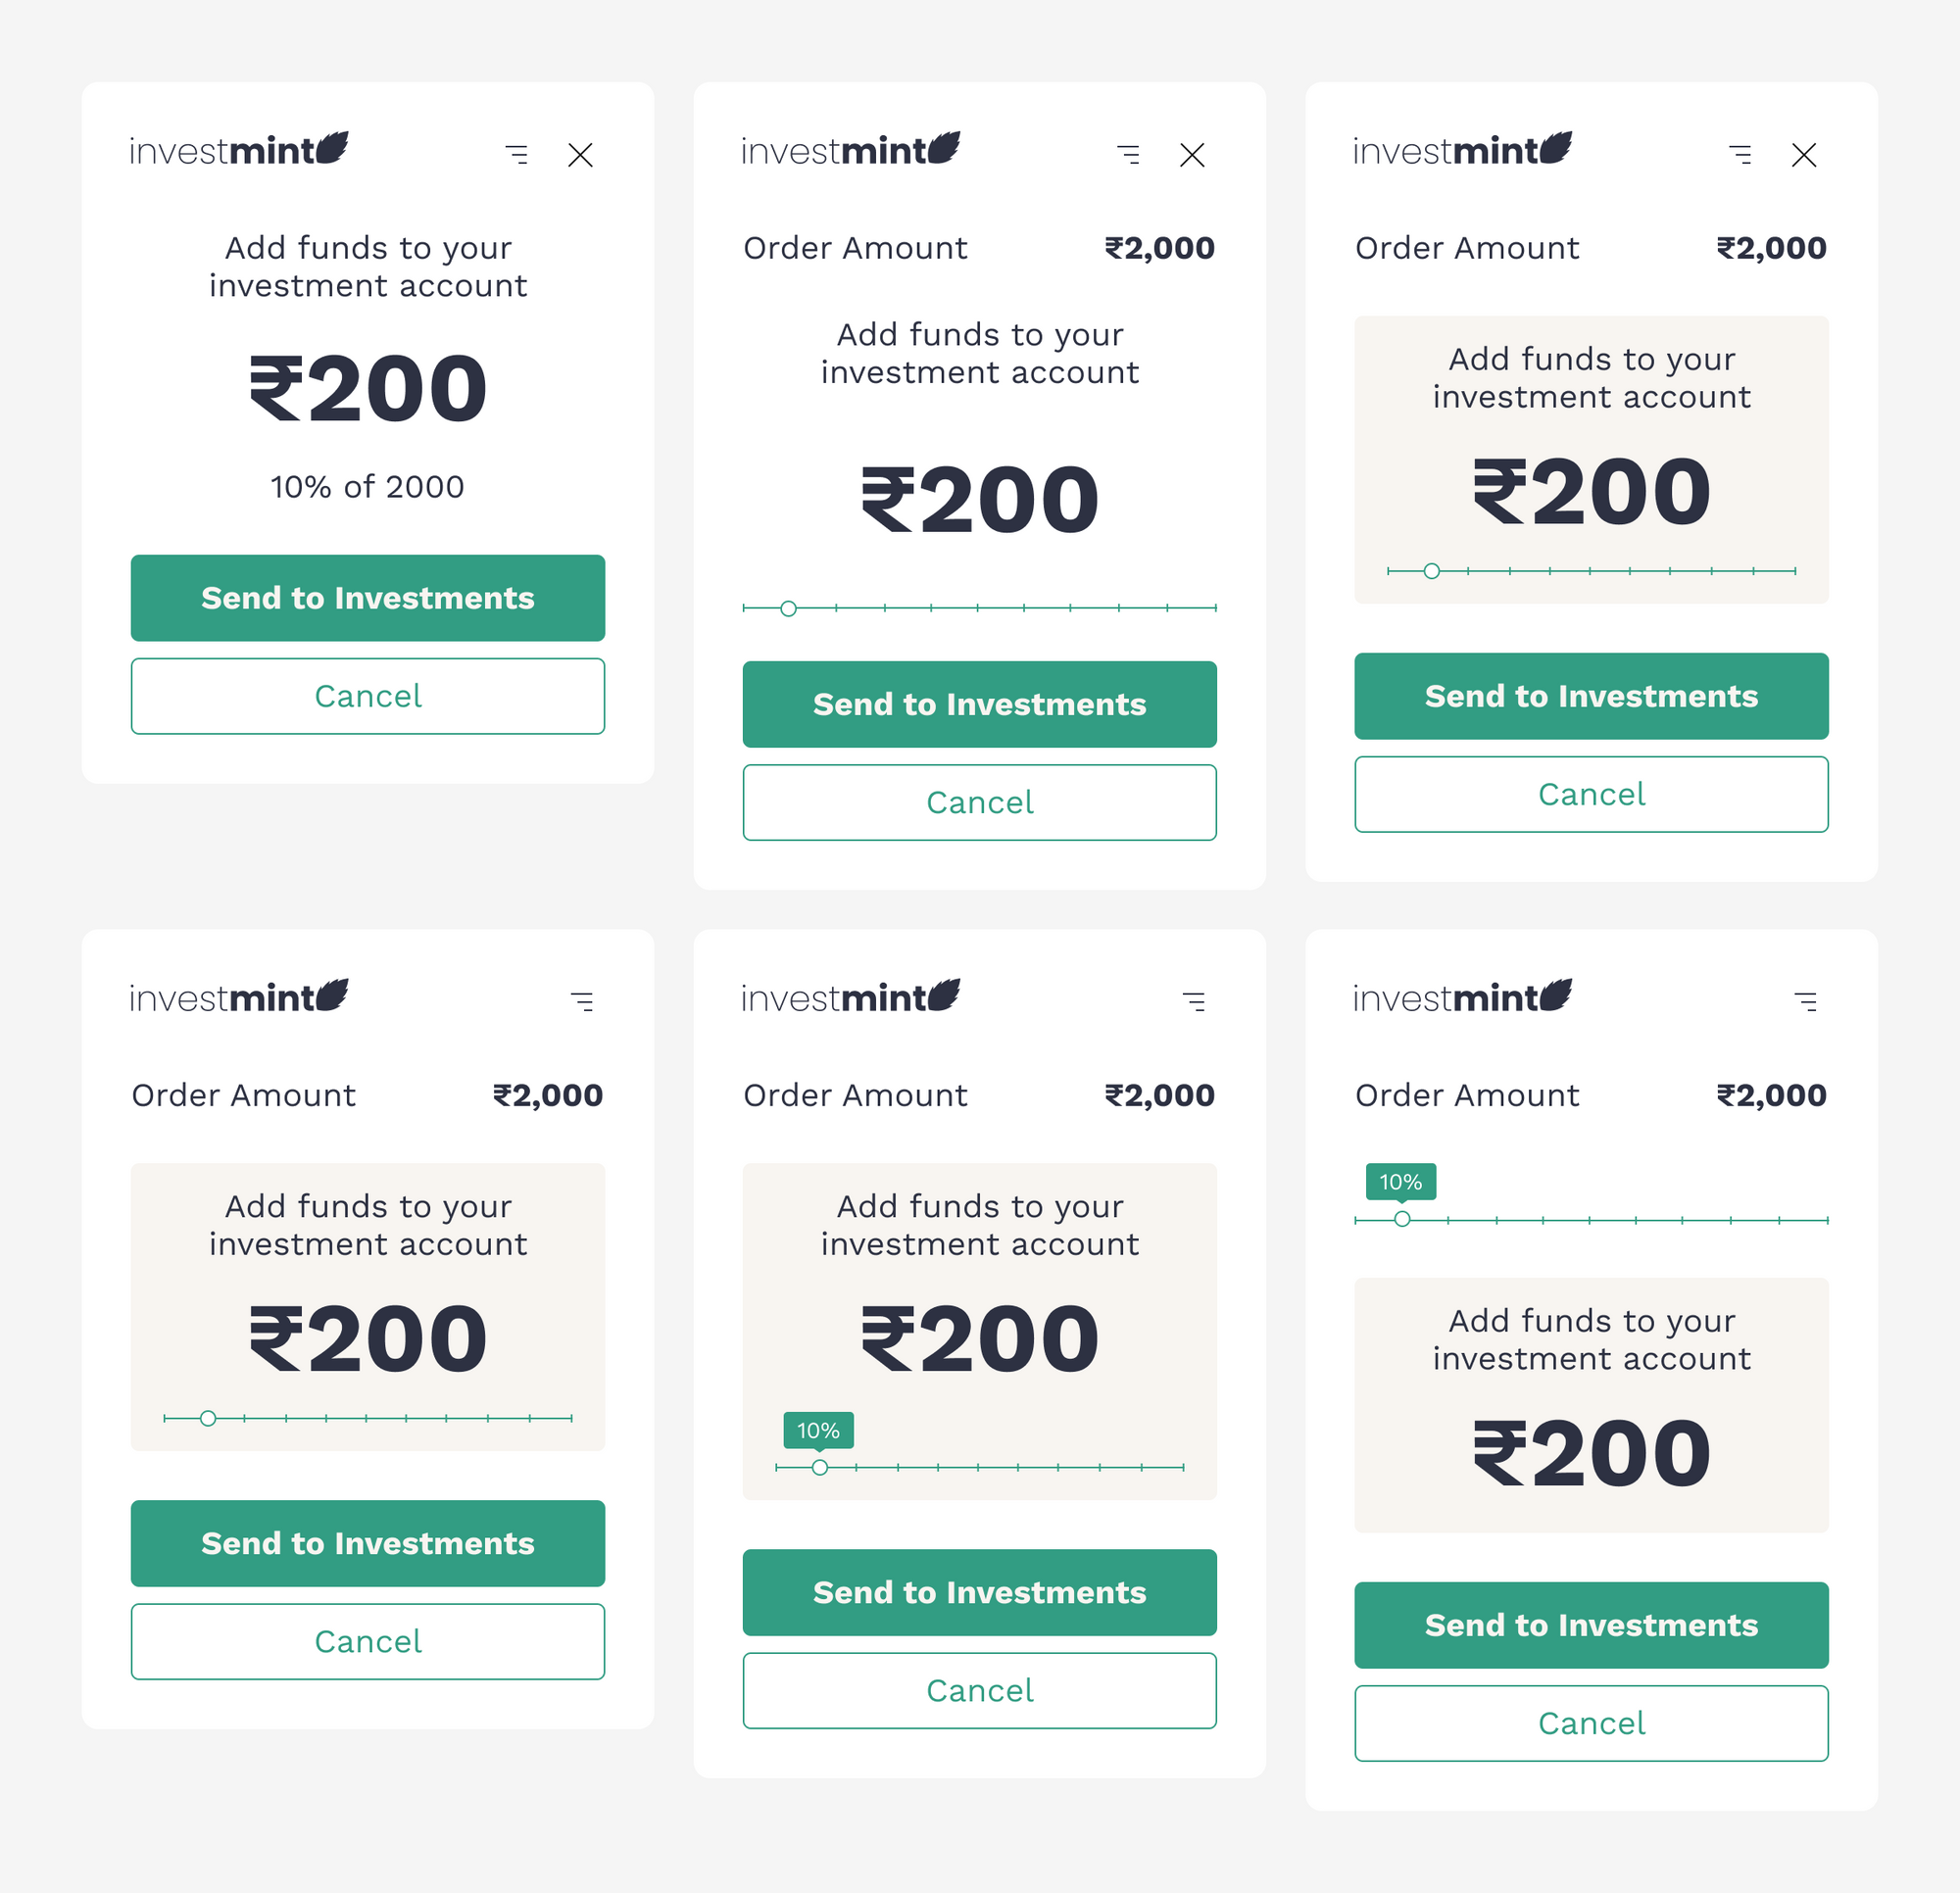 investmint
Add funds to your
investment account
₹200
10% of 2000
Send to Investments
Cancel
investmint
Order Amount ₹2,000
Add funds to your
investment account
₹200
Send to Investments
Cancel
investmint
Order Amount ₹2,000
Add funds to your
investment account
₹200
Send to Investments
Cancel
investmint
Order Amount ₹2,000
Add funds to your
investment account
₹200
Send to Investments
Cancel
investmint
Order Amount ₹2,000
Add funds to your
investment account
₹200
10%
Send to Investments
Cancel
investmint
Order Amount ₹2,000
10%
Add funds to your
investment account
₹200
Send to Investments
Cancel